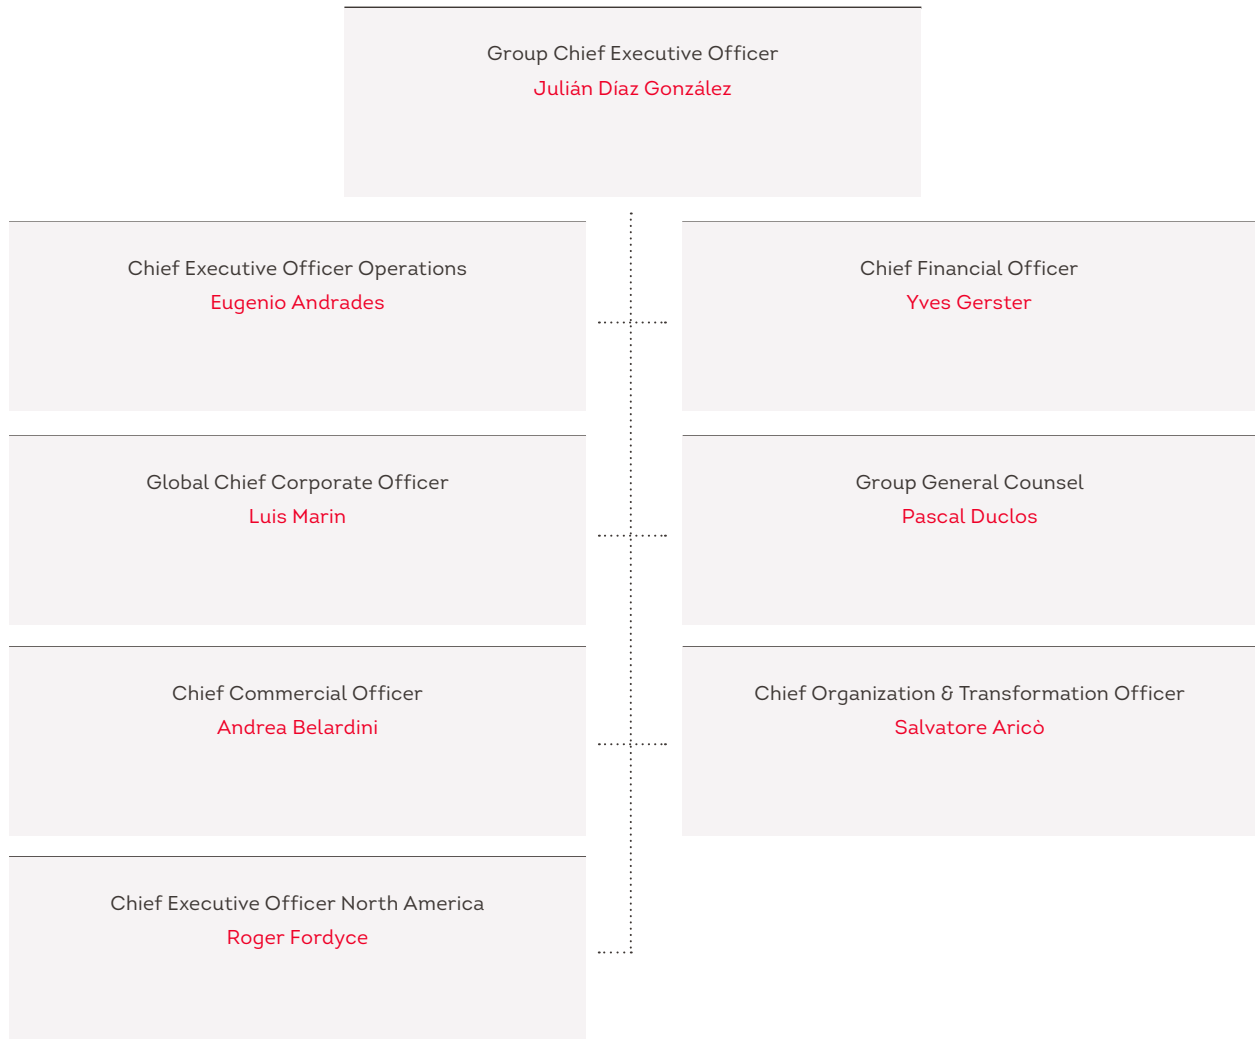 Group Chief Executive Officer
Julián Díaz González
Chief Executive Officer Operations
Eugenio Andrades
Chief Financial Officer
Yves Gerster
Global Chief Corporate Officer
Luis Marin
Group General Counsel
Pascal Duclos
Chief Commercial Officer
Andrea Belardini
Chief Organization & Transformation Officer
Salvatore Aricò
Chief Executive Officer North America
Roger Fordyce